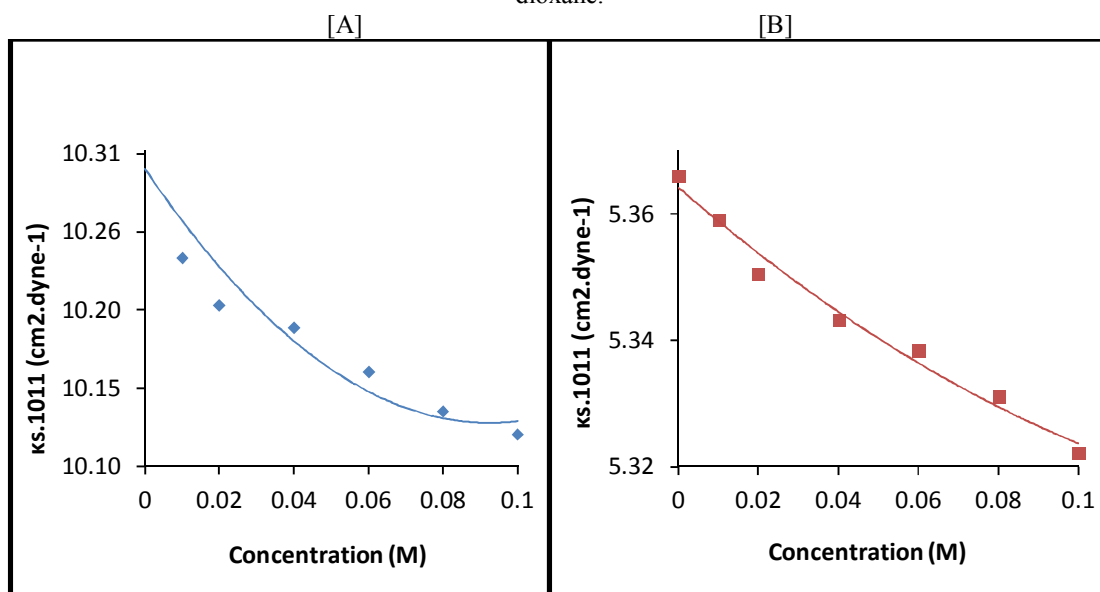 dioxane.
[A]
[B]
κs.1011 (cm2.dyne-1)
10.31
10.26
10.20
10.15
10.10
0 0.02 0.04 0.06 0.08 0.1
Concentration (M)
κs.1011 (cm2.dyne-1)
5.36
5.34
5.32
0 0.02 0.04 0.06 0.08 0.1
Concentration (M)